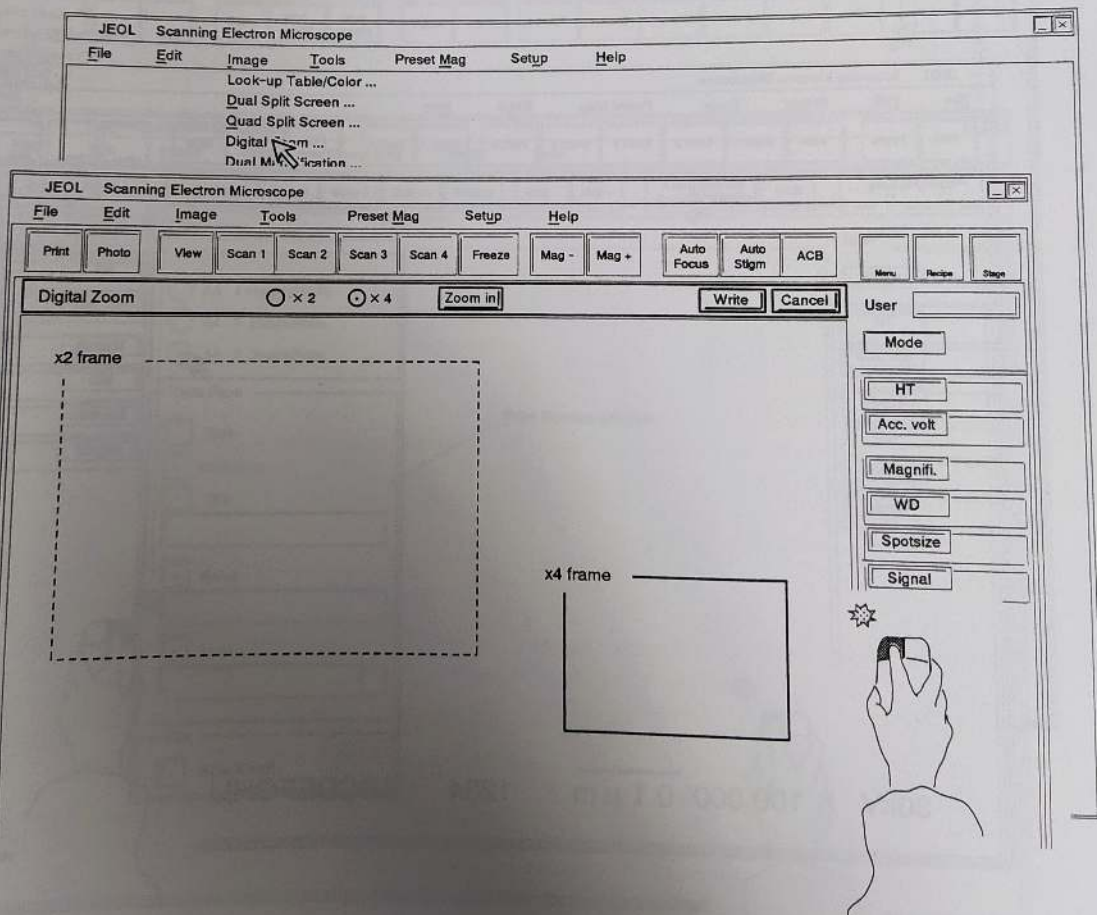 JEOL Scanning Electron Microscope
File Edit Image Tools Preset Mag Setup Help
Look-up Table/Color ...
Dual Split Screen ...
Quad Split Screen ...
Digital ...
Dual
JEOL Scanning Electron Microscope
File Edit Image Tools Preset Mag Setup Help
Print Photo View Scan 1 Scan 2 Scan 3 Scan 4 Freeze Mag - Mag + Auto Focus Auto Stigm ACB Menu Recipe Stage
Digital Zoom × 2 × 4 Zoom in Write Cancel User
Mode
x2 frame
HT
Acc. volt
Magnifi.
WD
Spotsize
x4 frame
Signal